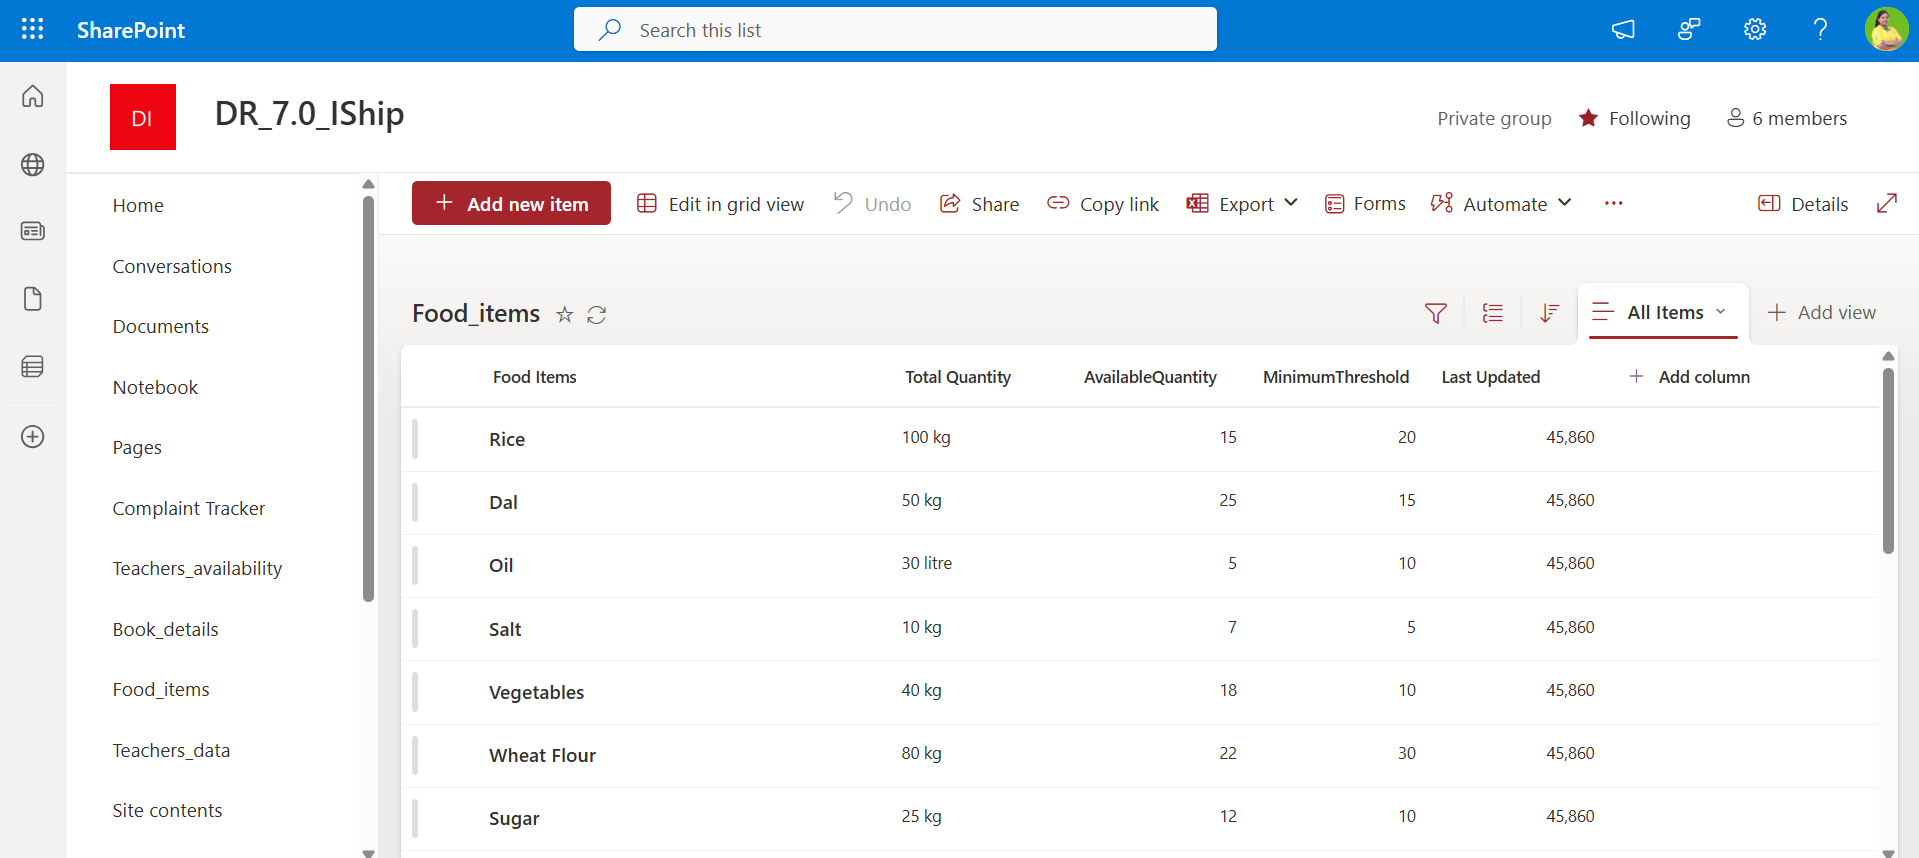 SharePoint
Search this list
DI
DR_7.0_IShip
Private group
Following
6 members
Home
Conversations
Documents
Notebook
Pages
Complaint Tracker
Teachers_availability
Book_details
Food_items
Teachers_data
Site contents
+ Add new item
Edit in grid view
Undo
Share
Copy link
Export
Forms
Automate
...
Details
Food_items
All Items
+ Add view
Food Items Total Quantity AvailableQuantity MinimumThreshold Last Updated + Add column
Rice 100 kg 15 20 45,860
Dal 50 kg 25 15 45,860
Oil 30 litre 5 10 45,860
Salt 10 kg 7 5 45,860
Vegetables 40 kg 18 10 45,860
Wheat Flour 80 kg 22 30 45,860
Sugar 25 kg 12 10 45,860